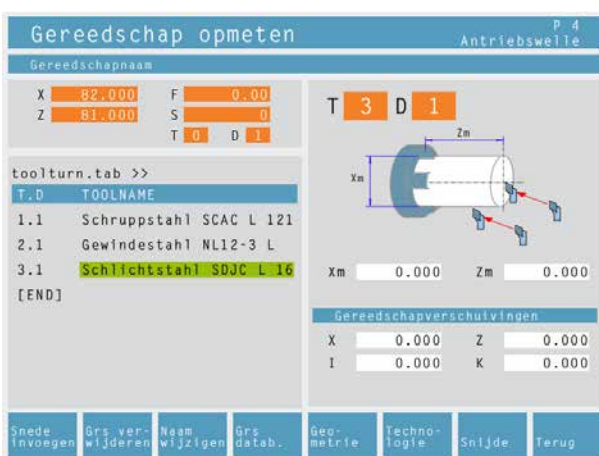 Gereedschap opmeten
P 4
Antriebswelle
Gereedschapnaam
X 82.000 F 0.00
Z 81.000 S 0
T 0 D 1
toolturn.tab >>
T.D TOOLNAME
1.1 Schruppstahl SCAC L 121
2.1 Gewindestahl NL12-3 L
3.1 Schlichtstahl SDJC L 16
[END]
T 3 D 1
Zm
Xm
Xm 0.000 Zm 0.000
Gereedschapverschuivingen
X 0.000 Z 0.000
I 0.000 K 0.000
Snede invoegen
Grs ver-
wijderen
Naam
wijzigen
Grs
datab.
Geo-
metrie
Techno-
logie
Snijde
Terug